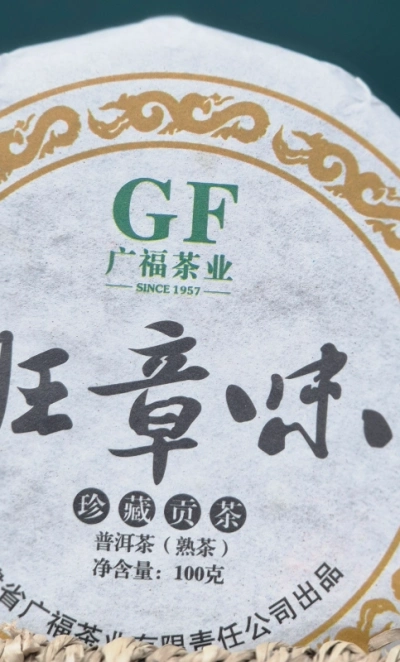 GF
广福茶业
SINCE 1957
班章味
珍藏贡茶
普洱茶（熟茶）
净含量：100克
省广福茶业有限责任公司出品